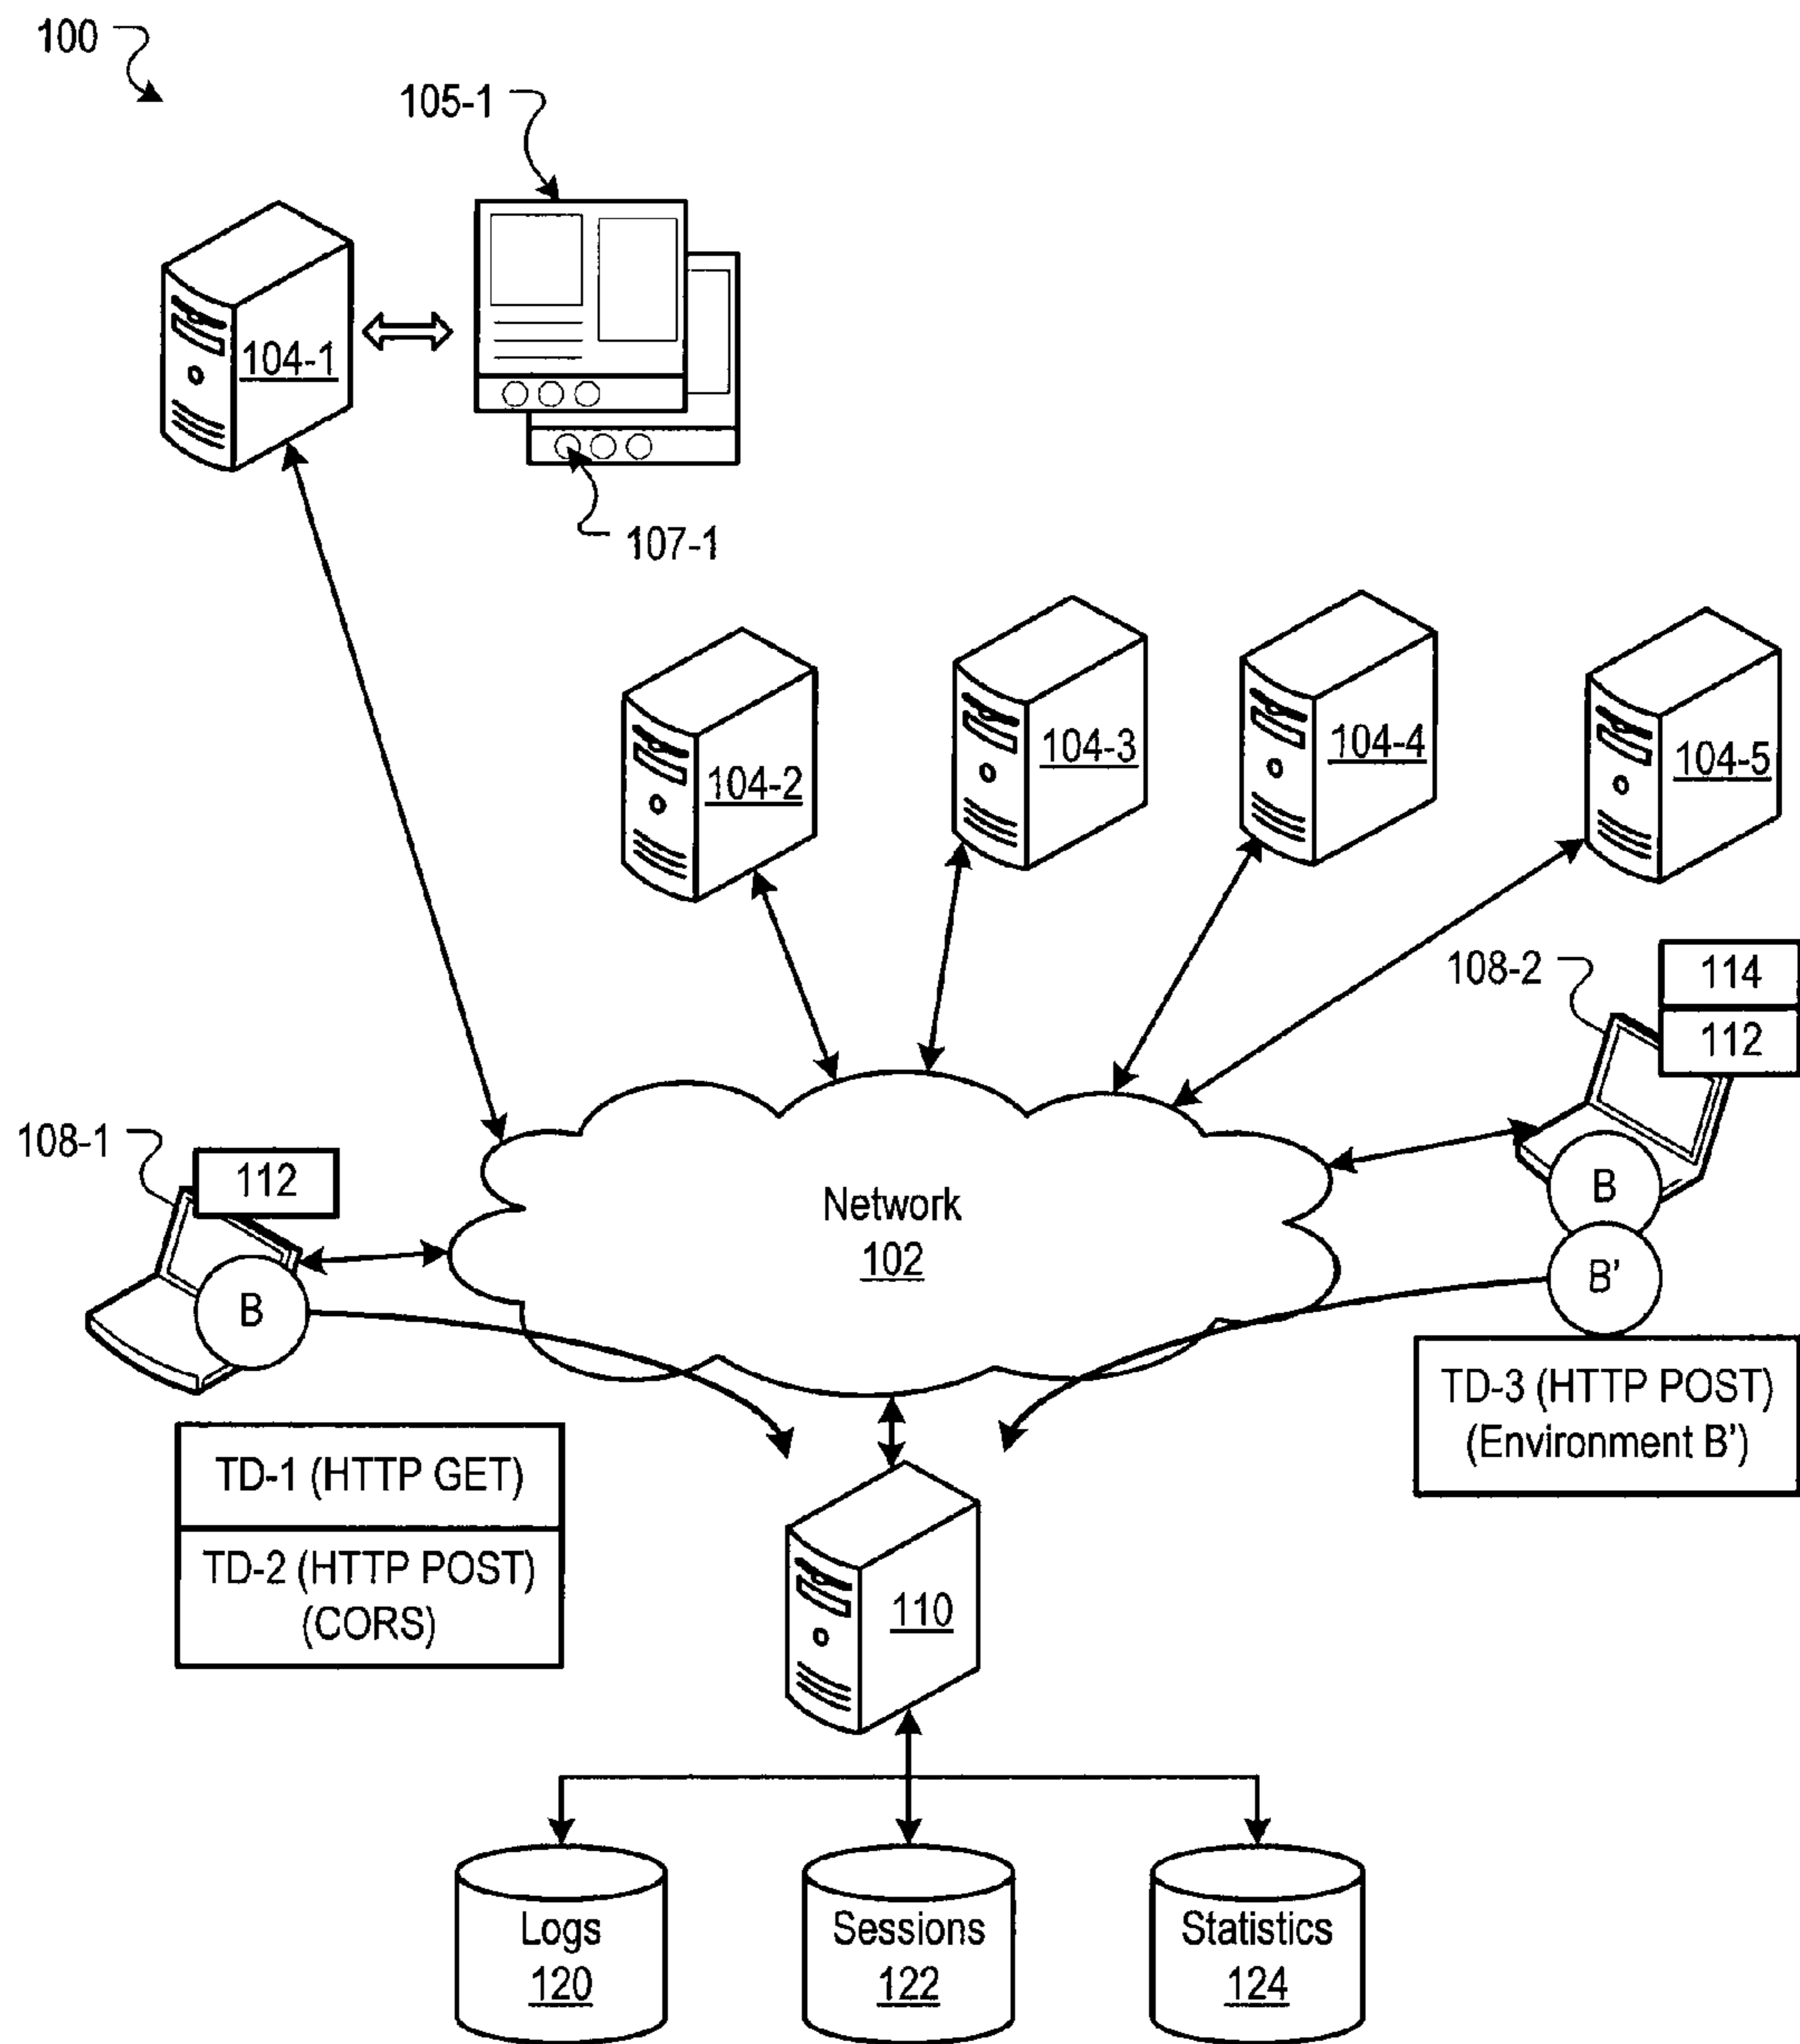 100
105-1
104-1
107-1
104-2
104-3
104-4
104-5
108-2
114
112
108-1
112
Network
102
B
B'
B
TD-3 (HTTP POST)
(Environment B')
TD-1 (HTTP GET)
TD-2 (HTTP POST)
(CORS)
110
Logs
120
Sessions
122
Statistics
124